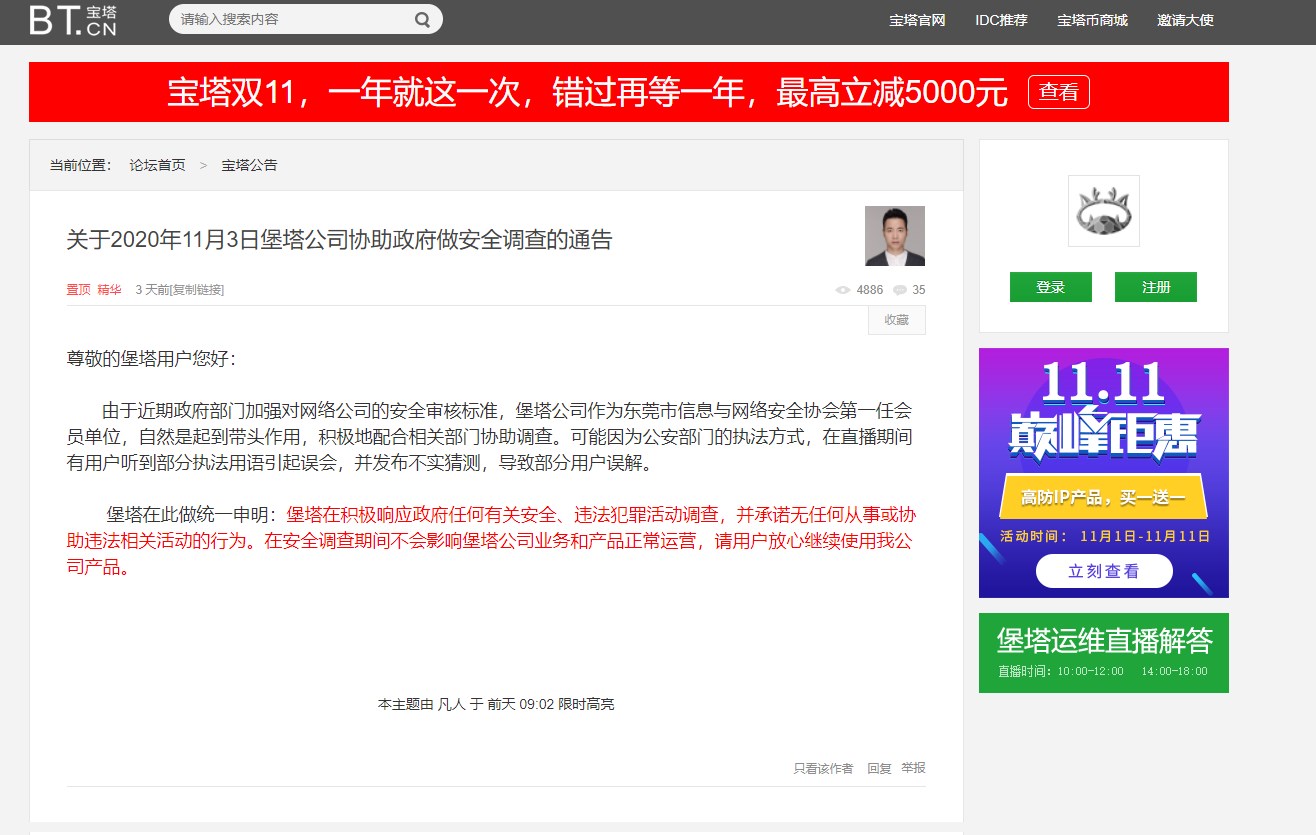 BT.宝塔CN
请输入搜索内容
宝塔官网 IDC推荐 宝塔币商城 邀请大使
宝塔双11，一年就这一次，错过再等一年，最高立减5000元 查看
当前位置： 论坛首页 > 宝塔公告
关于2020年11月3日堡塔公司协助政府做安全调查的通告
置顶 精华 3 天前[复制链接]
4886 35
收藏
尊敬的堡塔用户您好：
由于近期政府部门加强对网络公司的安全审核标准，堡塔公司作为东莞市信息与网络安全协会第一任会
员单位，自然是起到带头作用，积极地配合相关部门协助调查。可能因为公安部门的执法方式，在直播期间
有用户听到部分执法用语引起误会，并发布不实猜测，导致部分用户误解。
堡塔在此做统一申明：堡塔在积极响应政府任何有关安全、违法犯罪活动调查，并承诺无任何从事或协
助违法相关活动的行为。在安全调查期间不会影响堡塔公司业务和产品正常运营，请用户放心继续使用我公
司产品。
本主题由 凡人 于 前天 09:02 限时高亮
只看该作者 回复 举报
登录 注册
11.11
巅峰钜惠
高防IP产品，买一送一
活动时间： 11月1日-11月11日
立刻查看
堡塔运维直播解答
直播时间：10:00-12:00 14:00-18:00